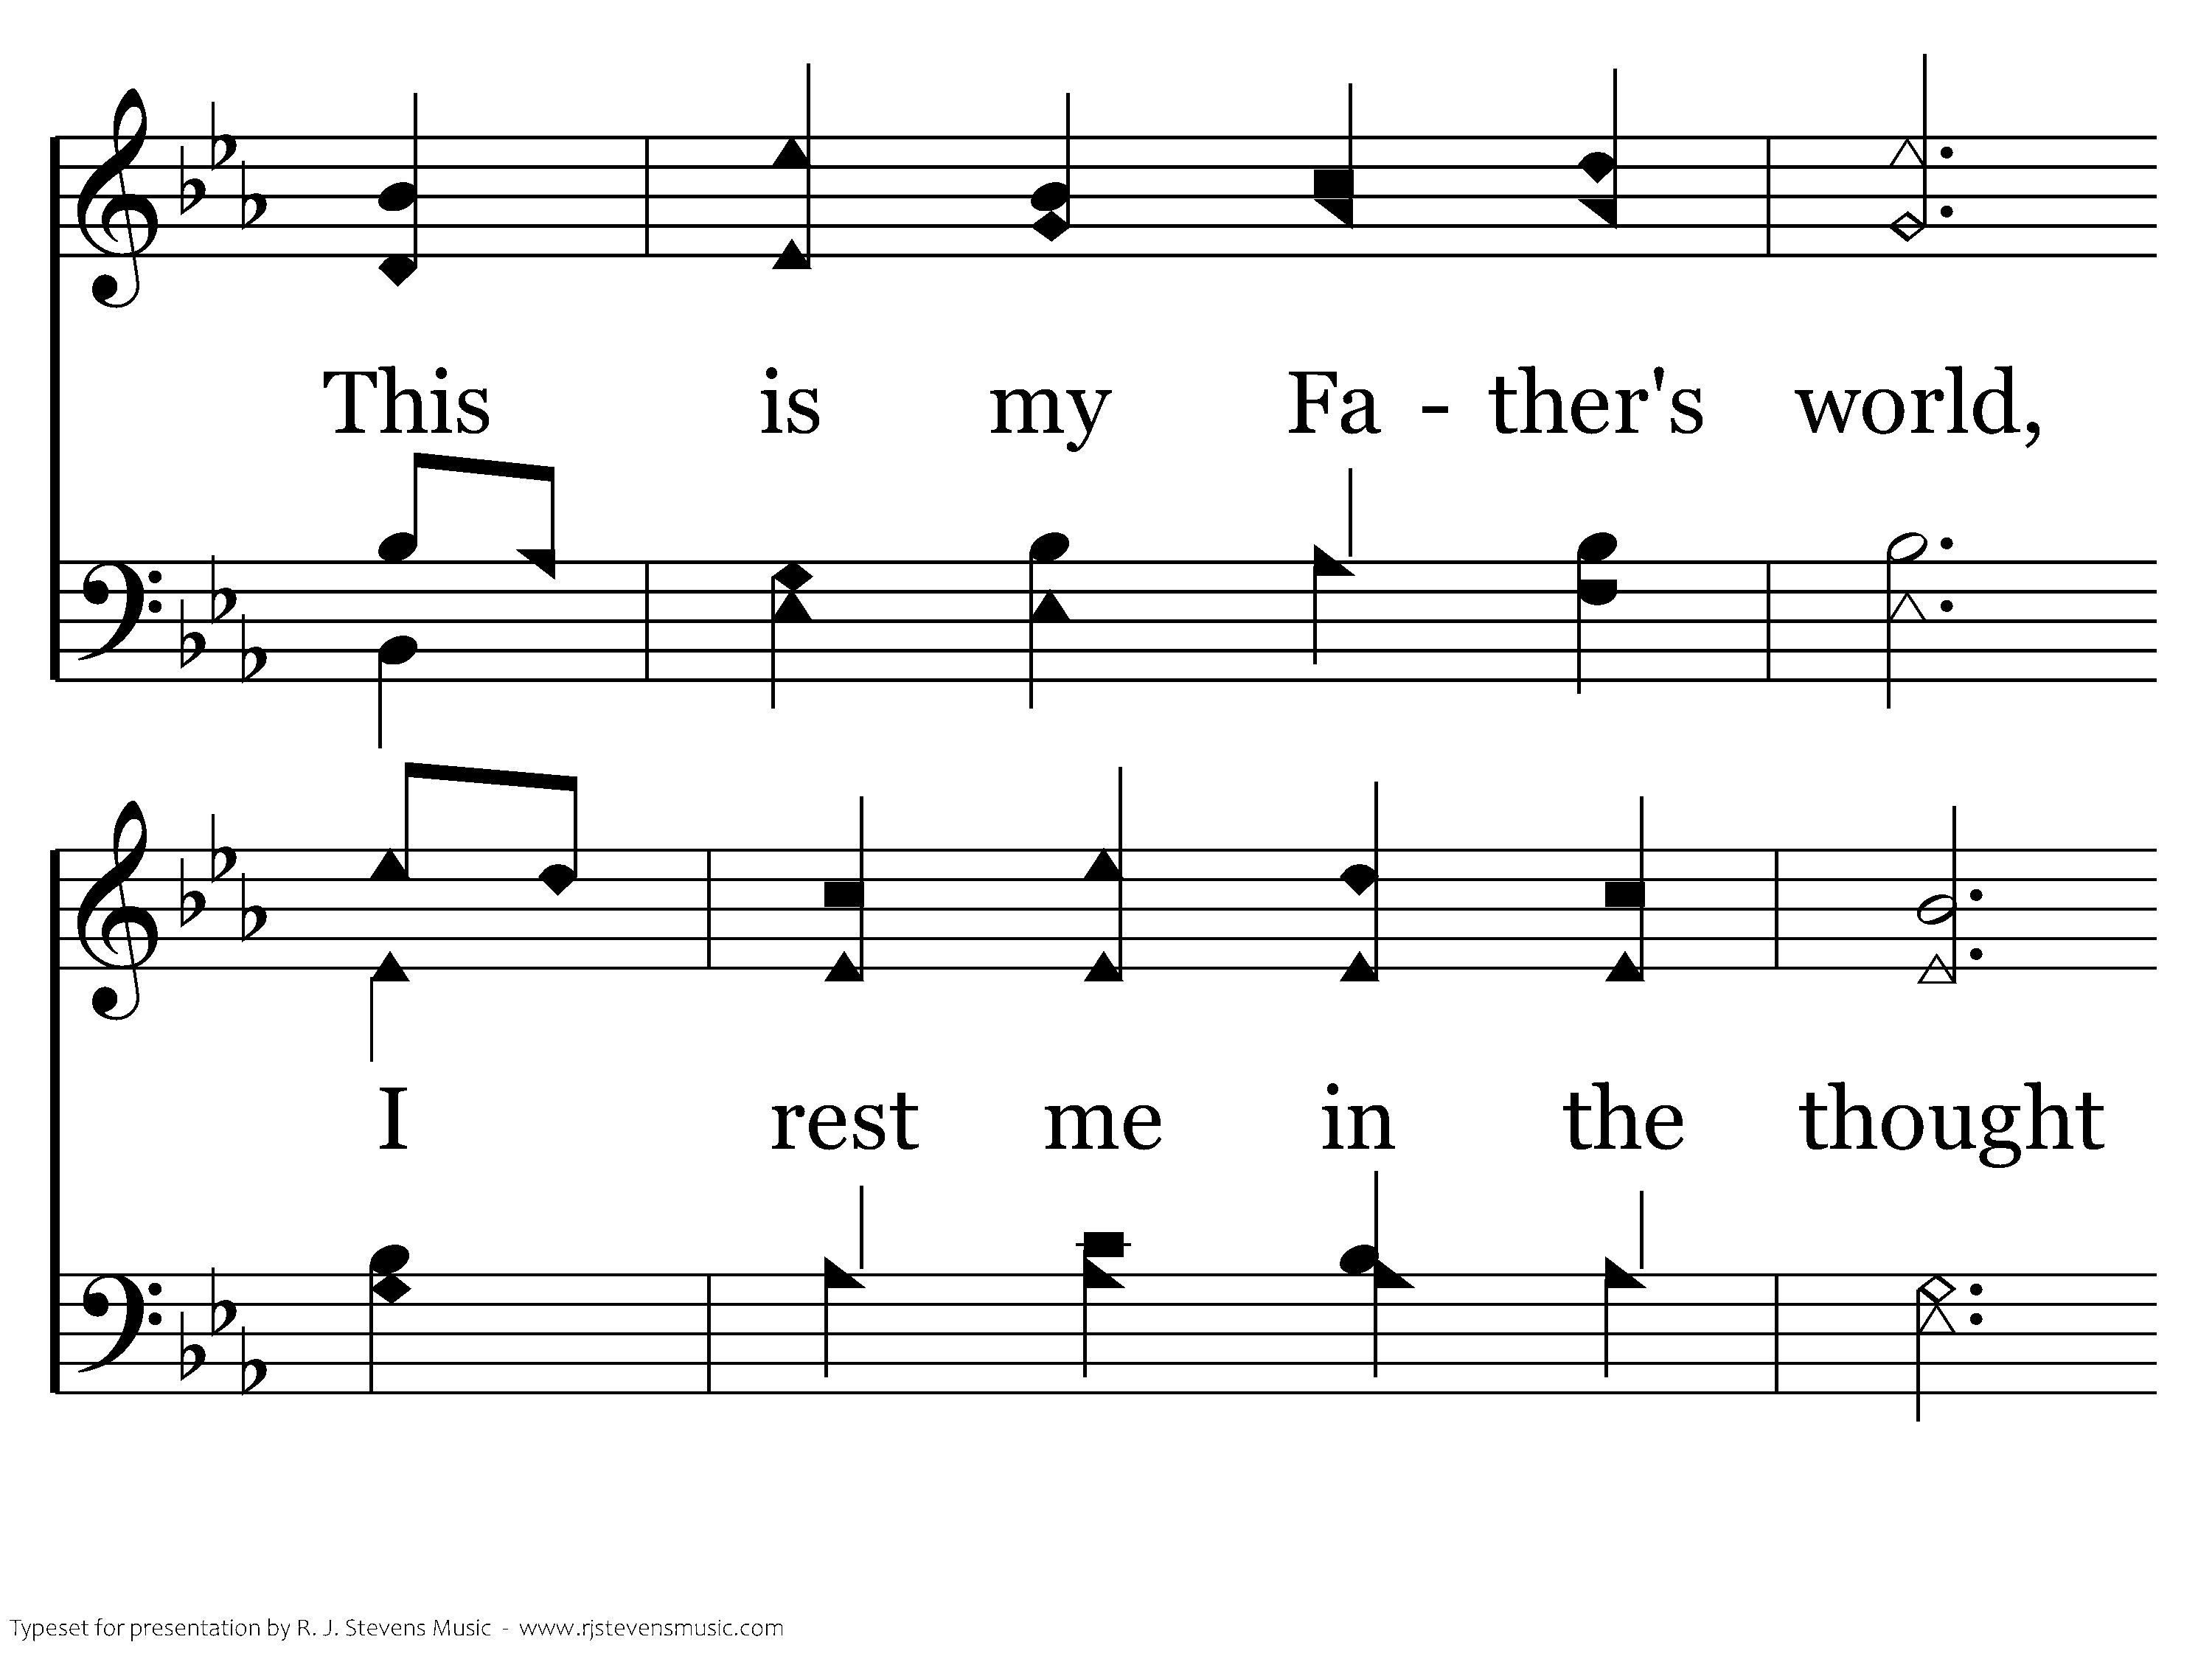 This is my Fa - ther's world,
I rest me in the thought
Typeset for presentation by R. J. Stevens Music - www.rjstevensmusic.com